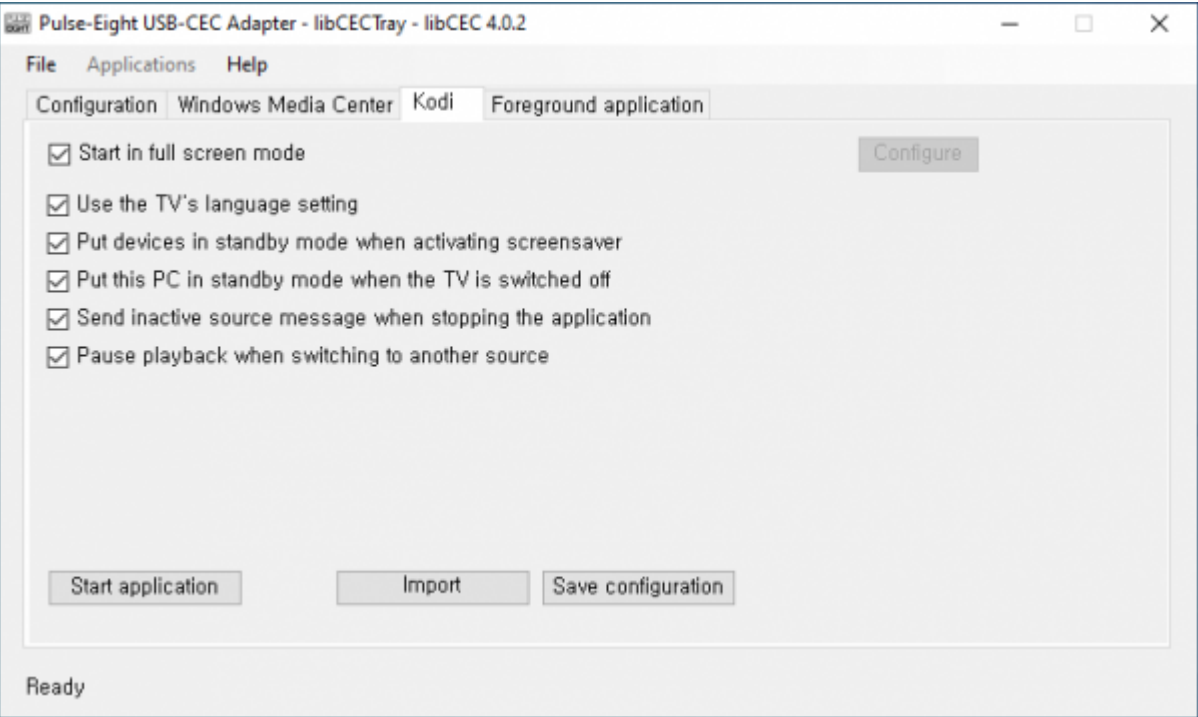 Pulse-Eight USB-CEC Adapter - libCECTray - libCEC 4.0.2
File Applications Help
Configuration Windows Media Center Kodi Foreground application
Start in full screen mode Configure
Use the TV's language setting
Put devices in standby mode when activating screensaver
Put this PC in standby mode when the TV is switched off
Send inactive source message when stopping the application
Pause playback when switching to another source
Start application Import Save configuration
Ready